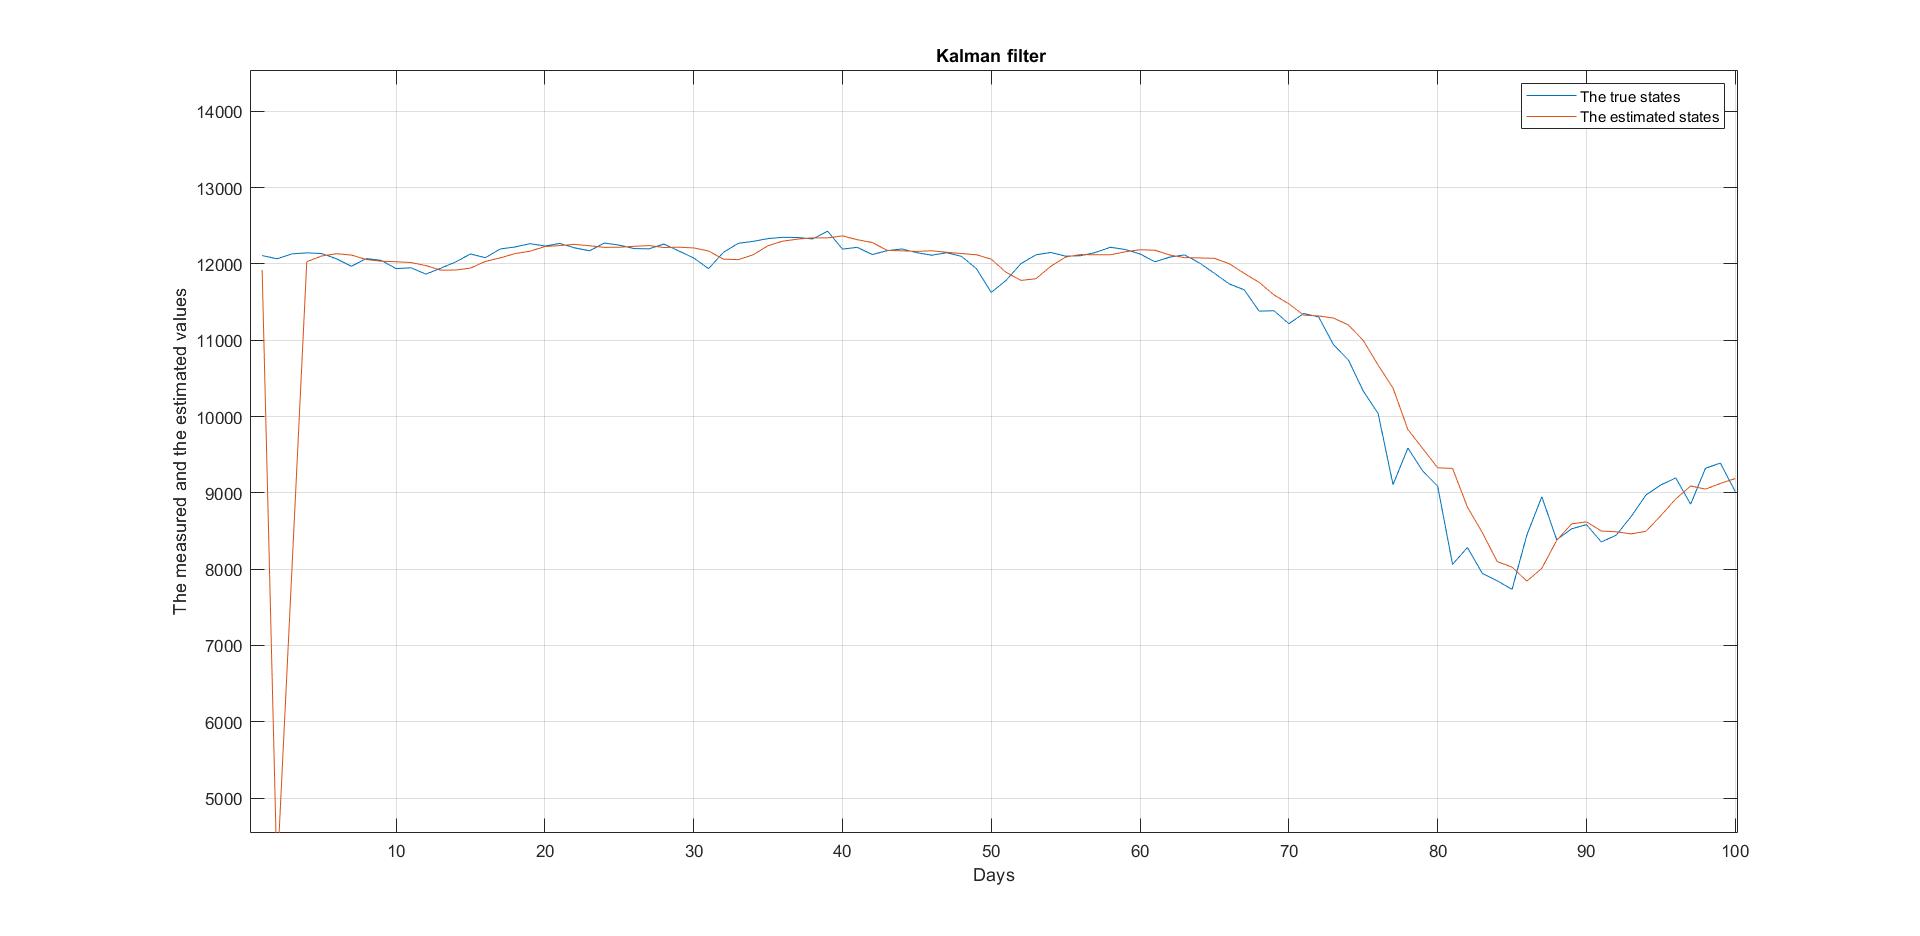 Kalman filter
The true states
The estimated states
14000
13000
12000
11000
10000
9000
8000
7000
6000
5000
The measured and the estimated values
10 20 30 40 50 60 70 80 90 100
Days